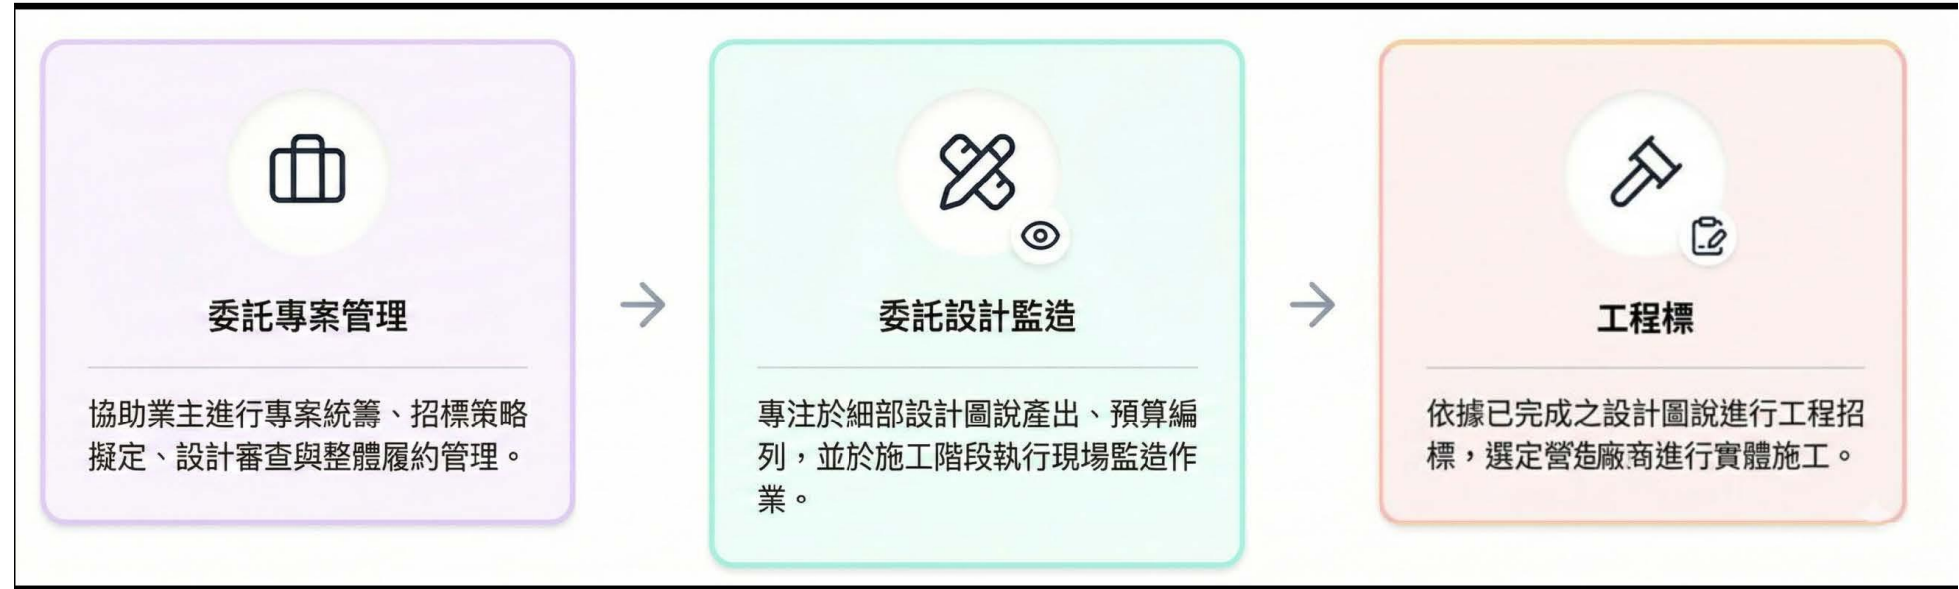 委託專案管理
協助業主進行專案統籌、招標策略
擬定、設計審查與整體履約管理。
委託設計監造
專注於細部設計圖說產出、預算編
列，並於施工階段執行現場監造作
業。
工程標
依據已完成之設計圖說進行工程招
標，選定營造廠商進行實體施工。